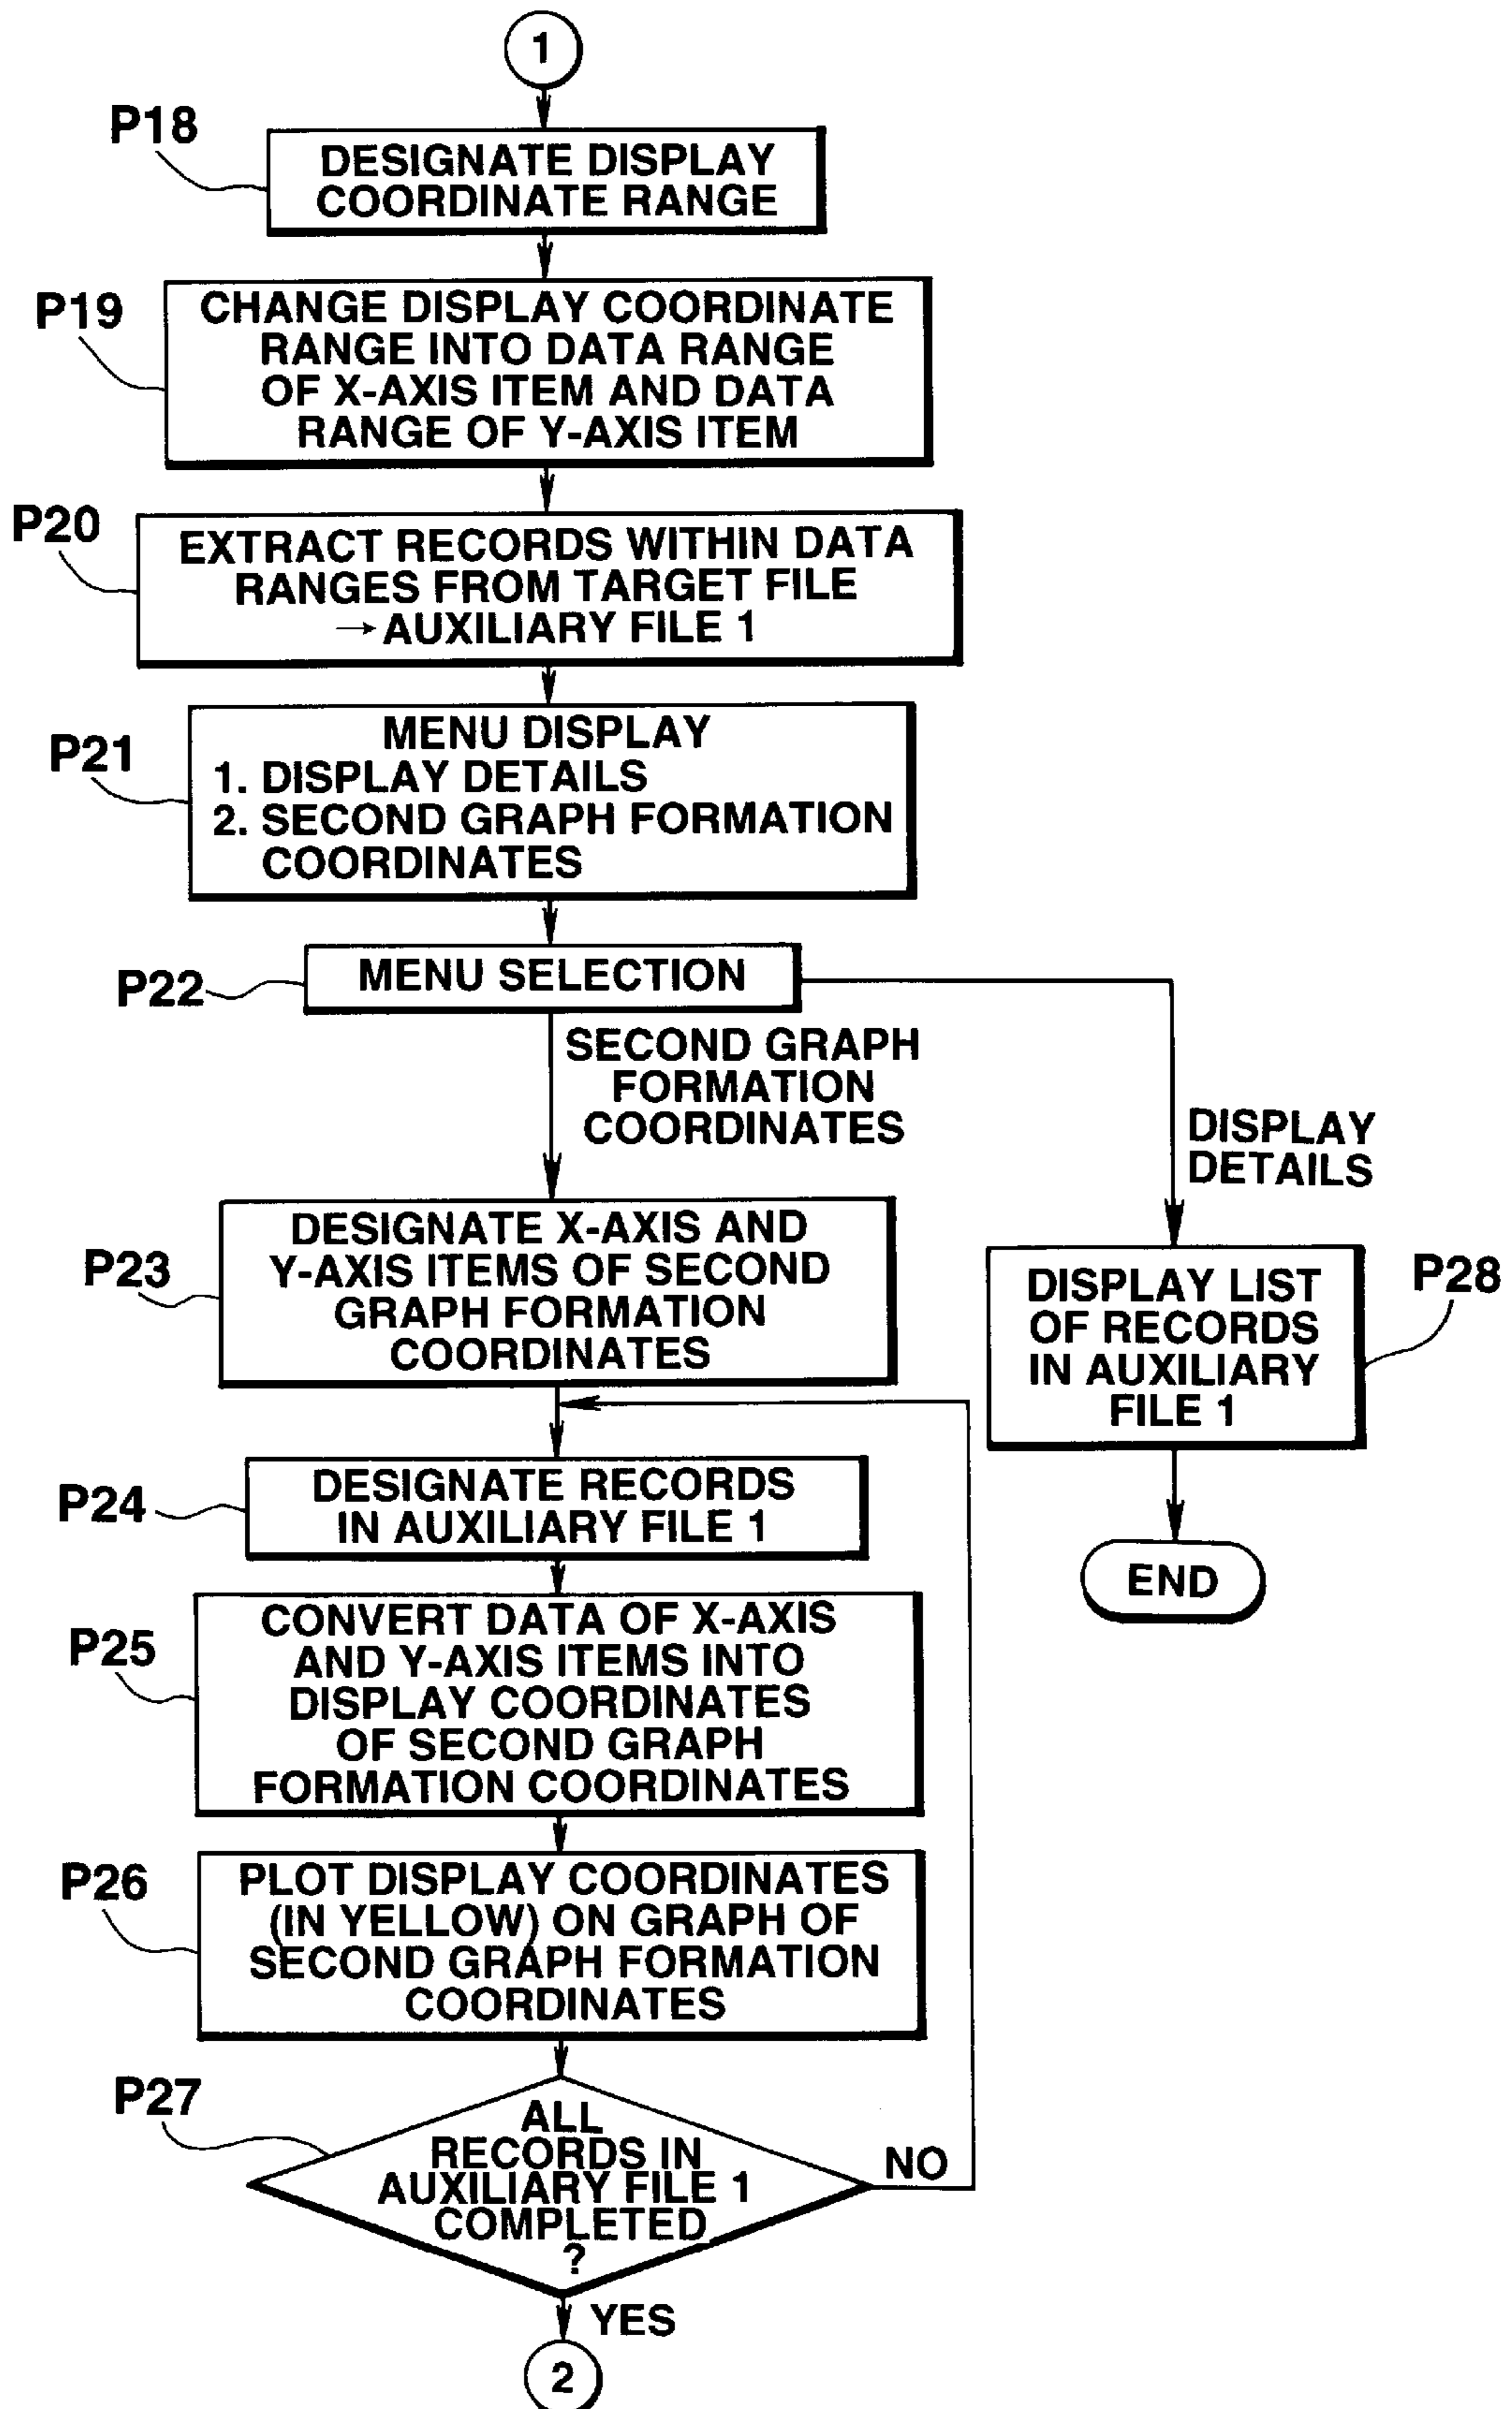 1
P18
DESIGNATE DISPLAY
COORDINATE RANGE
P19
CHANGE DISPLAY COORDINATE
RANGE INTO DATA RANGE
OF X-AXIS ITEM AND DATA
RANGE OF Y-AXIS ITEM
P20
EXTRACT RECORDS WITHIN DATA
RANGES FROM TARGET FILE
→AUXILIARY FILE 1
P21
MENU DISPLAY
1. DISPLAY DETAILS
2. SECOND GRAPH FORMATION
COORDINATES
P22
MENU SELECTION
SECOND GRAPH
FORMATION
COORDINATES
DISPLAY
DETAILS
P23
DESIGNATE X-AXIS AND
Y-AXIS ITEMS OF SECOND
GRAPH FORMATION
COORDINATES
P28
DISPLAY LIST
OF RECORDS
IN AUXILIARY
FILE 1
END
P24
DESIGNATE RECORDS
IN AUXILIARY FILE 1
P25
CONVERT DATA OF X-AXIS
AND Y-AXIS ITEMS INTO
DISPLAY COORDINATES
OF SECOND GRAPH
FORMATION COORDINATES
P26
PLOT DISPLAY COORDINATES
(IN YELLOW) ON GRAPH OF
SECOND GRAPH FORMATION
COORDINATES
P27
ALL
RECORDS IN
AUXILIARY FILE 1
COMPLETED
?
NO
YES
2